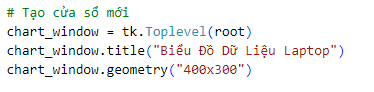 # Tạo cửa sổ mới
chart_window = tk.Toplevel(root)
chart_window.title("Biểu Đồ Dữ Liệu Laptop")
chart_window.geometry("400x300")